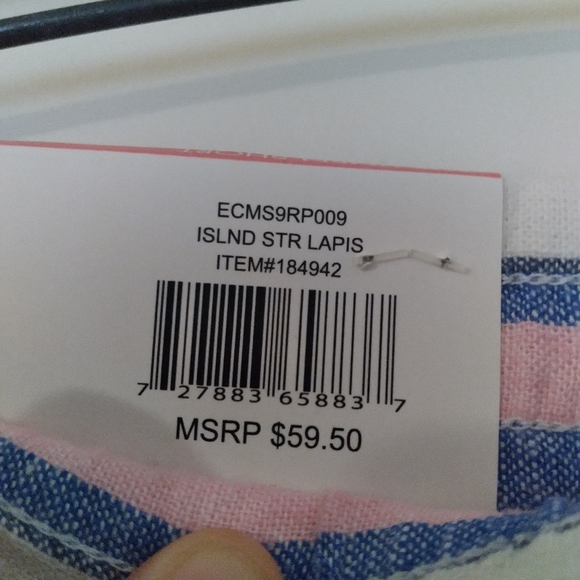 ECMS9RP009
ISLND STR LAPIS
ITEM#184942
7 27883 65883 7
MSRP $59.50